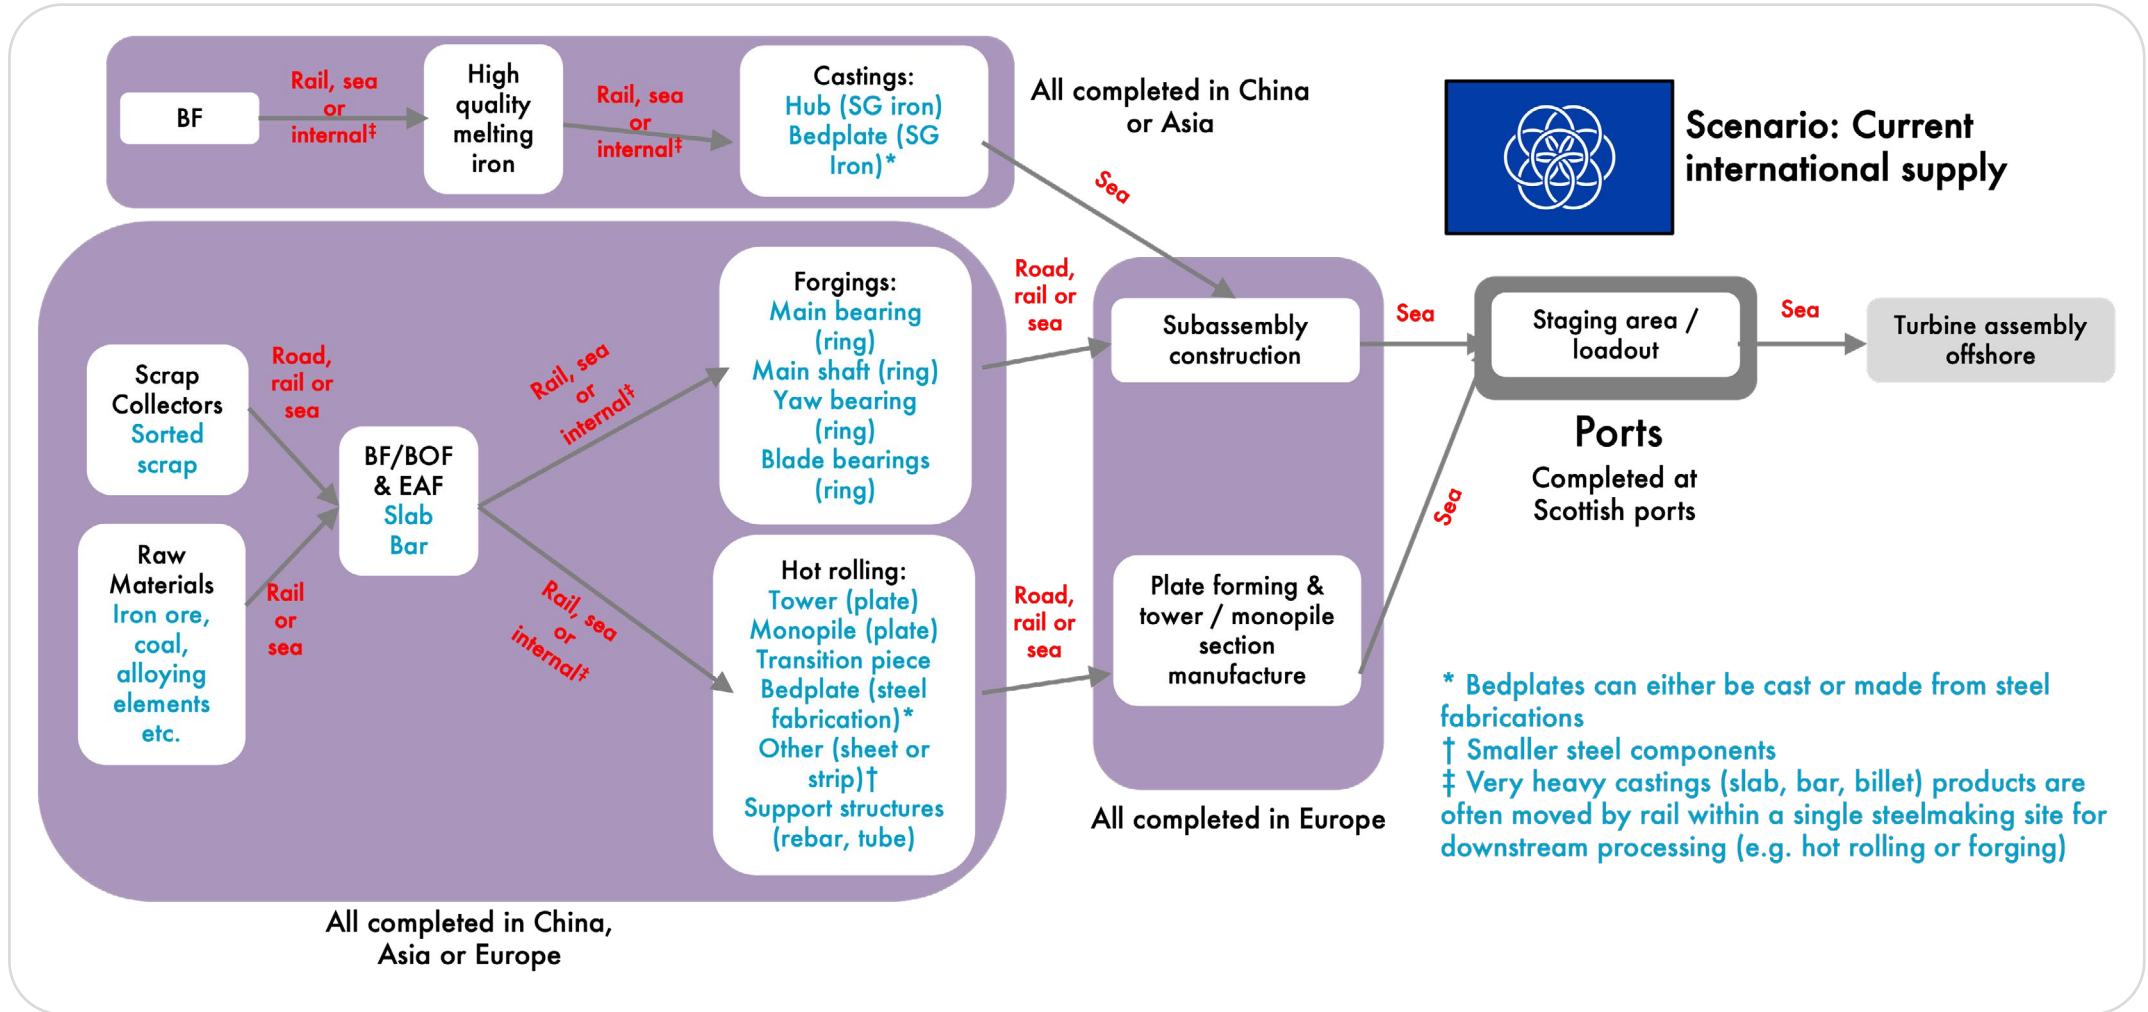 BF
Rail, sea
or
internal‡
High
quality
melting
iron
Rail, sea
or
internal‡
Castings:
Hub (SG iron)
Bedplate (SG
Iron)*
All completed in China
or Asia
Sea
Scenario: Current
international supply
Scrap
Collectors
Sorted
scrap
Road,
rail or
sea
Raw
Materials
Iron ore,
coal,
alloying
elements
etc.
Rail
or
sea
BF/BOF
& EAF
Slab
Bar
Rail, sea
or
internal‡
Rail, sea
or
internal‡
Forgings:
Main bearing
(ring)
Main shaft (ring)
Yaw bearing
(ring)
Blade bearings
(ring)
Hot rolling:
Tower (plate)
Monopile (plate)
Transition piece
Bedplate (steel
fabrication)*
Other (sheet or
strip)†
Support structures
(rebar, tube)
All completed in China,
Asia or Europe
Road,
rail or
sea
Road,
rail or
sea
Subassembly
construction
Plate forming &
tower / monopile
section
manufacture
All completed in Europe
Sea
Sea
Staging area /
loadout
Ports
Completed at
Scottish ports
Sea
Turbine assembly
offshore
* Bedplates can either be cast or made from steel
fabrications
† Smaller steel components
‡ Very heavy castings (slab, bar, billet) products are
often moved by rail within a single steelmaking site for
downstream processing (e.g. hot rolling or forging)